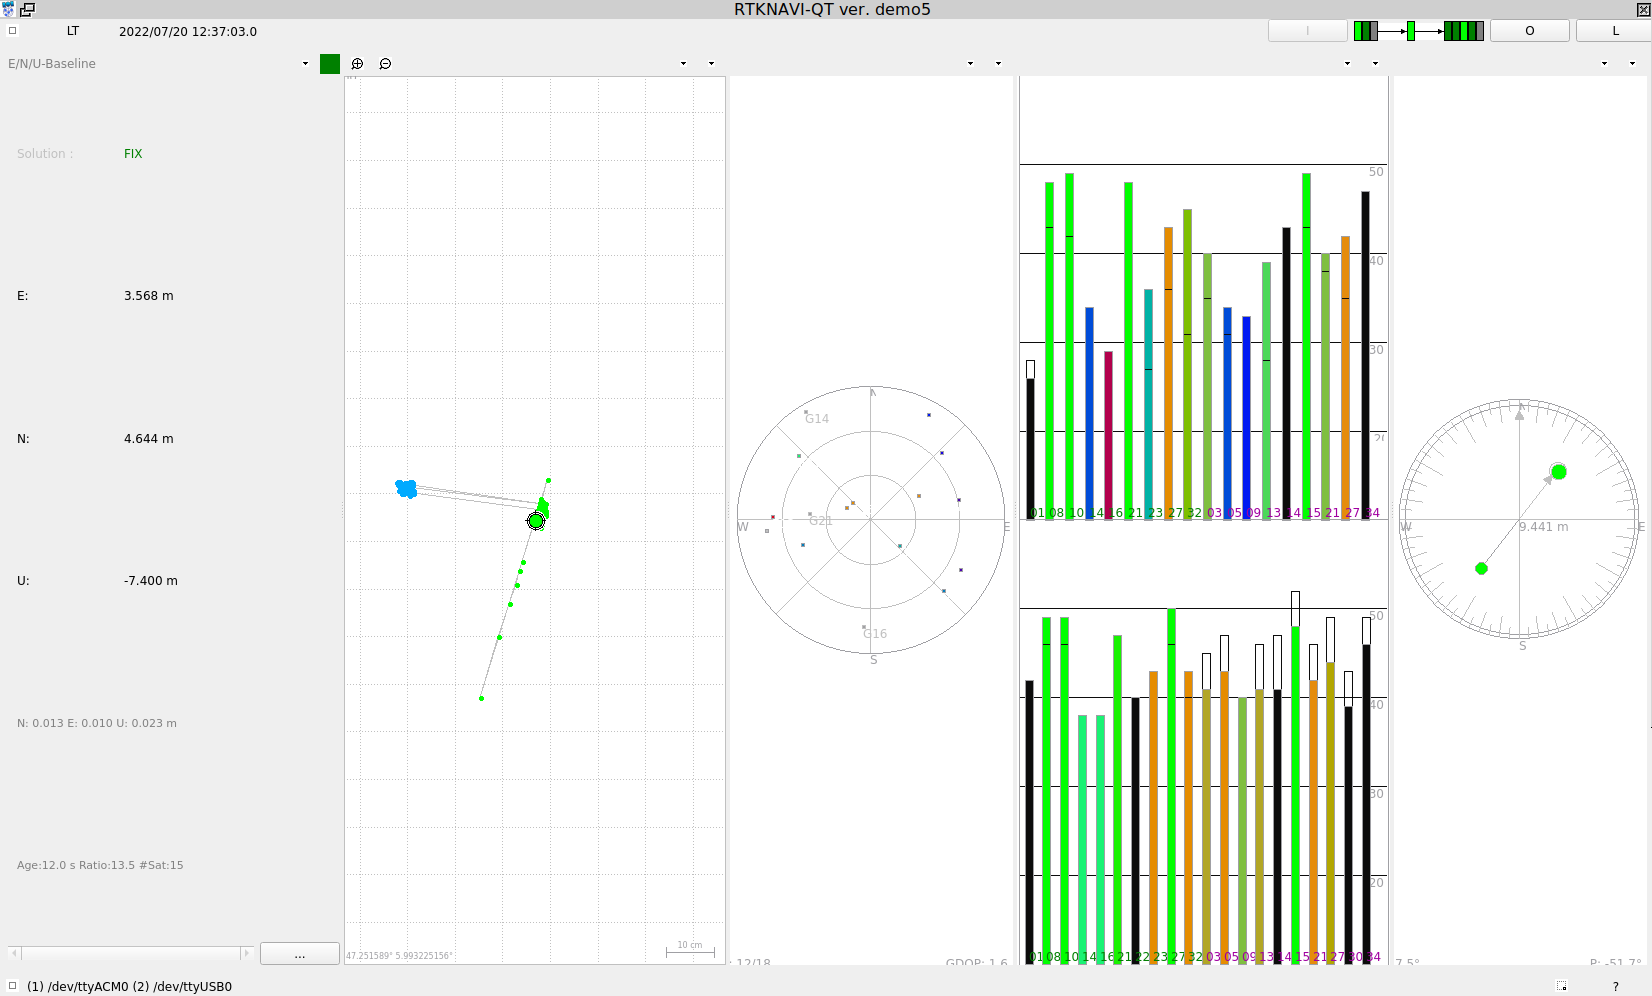 RTKNAVI-QT ver. demo5
LT 2022/07/20 12:37:03.0
I O L
E/N/U-Baseline
Solution : FIX
E: 3.568 m
N: 4.644 m
U: -7.400 m
N: 0.013 E: 0.010 U: 0.023 m
Age:12.0 s Ratio:13.5 #Sat:15
...
47.251589° 5.993225156°
10 cm
N
G14
G21
W E
G16
S
: 12/18 GDOP: 1.6
50
40
30
20
01 08 10 14 16 21 23 27 32 03 05 09 13 14 15 21 27 34
50
40
30
20
01 08 10 14 16 21 22 23 27 32 03 05 09 13 14 15 21 27 30 34
N
W 9.441 m E
S
7.5° P: -51.7°
(1) /dev/ttyACM0 (2) /dev/ttyUSB0 ?